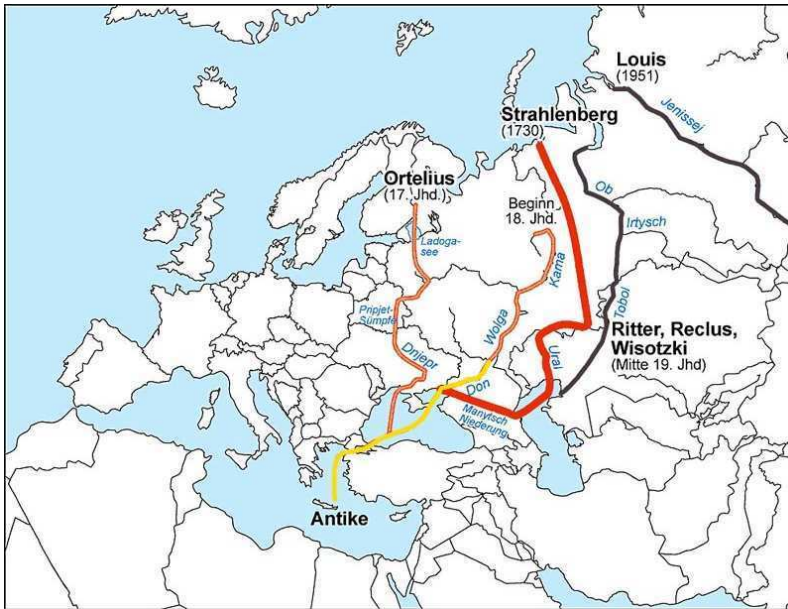 Louis
(1951)
Jenissej
Strahlenberg
(1730)
Ortelius
(17. Jhd.)
Ob
Beginn
18. Jhd.
Irtysch
Ladoga-
see
Kama
Tobol
Pripjet-
Sümpfe
Wolga
Ritter, Reclus,
Wisotzki
(Mitte 19. Jhd)
Dnjepr
Ural
Don
Manytsch
Niederung
Antike